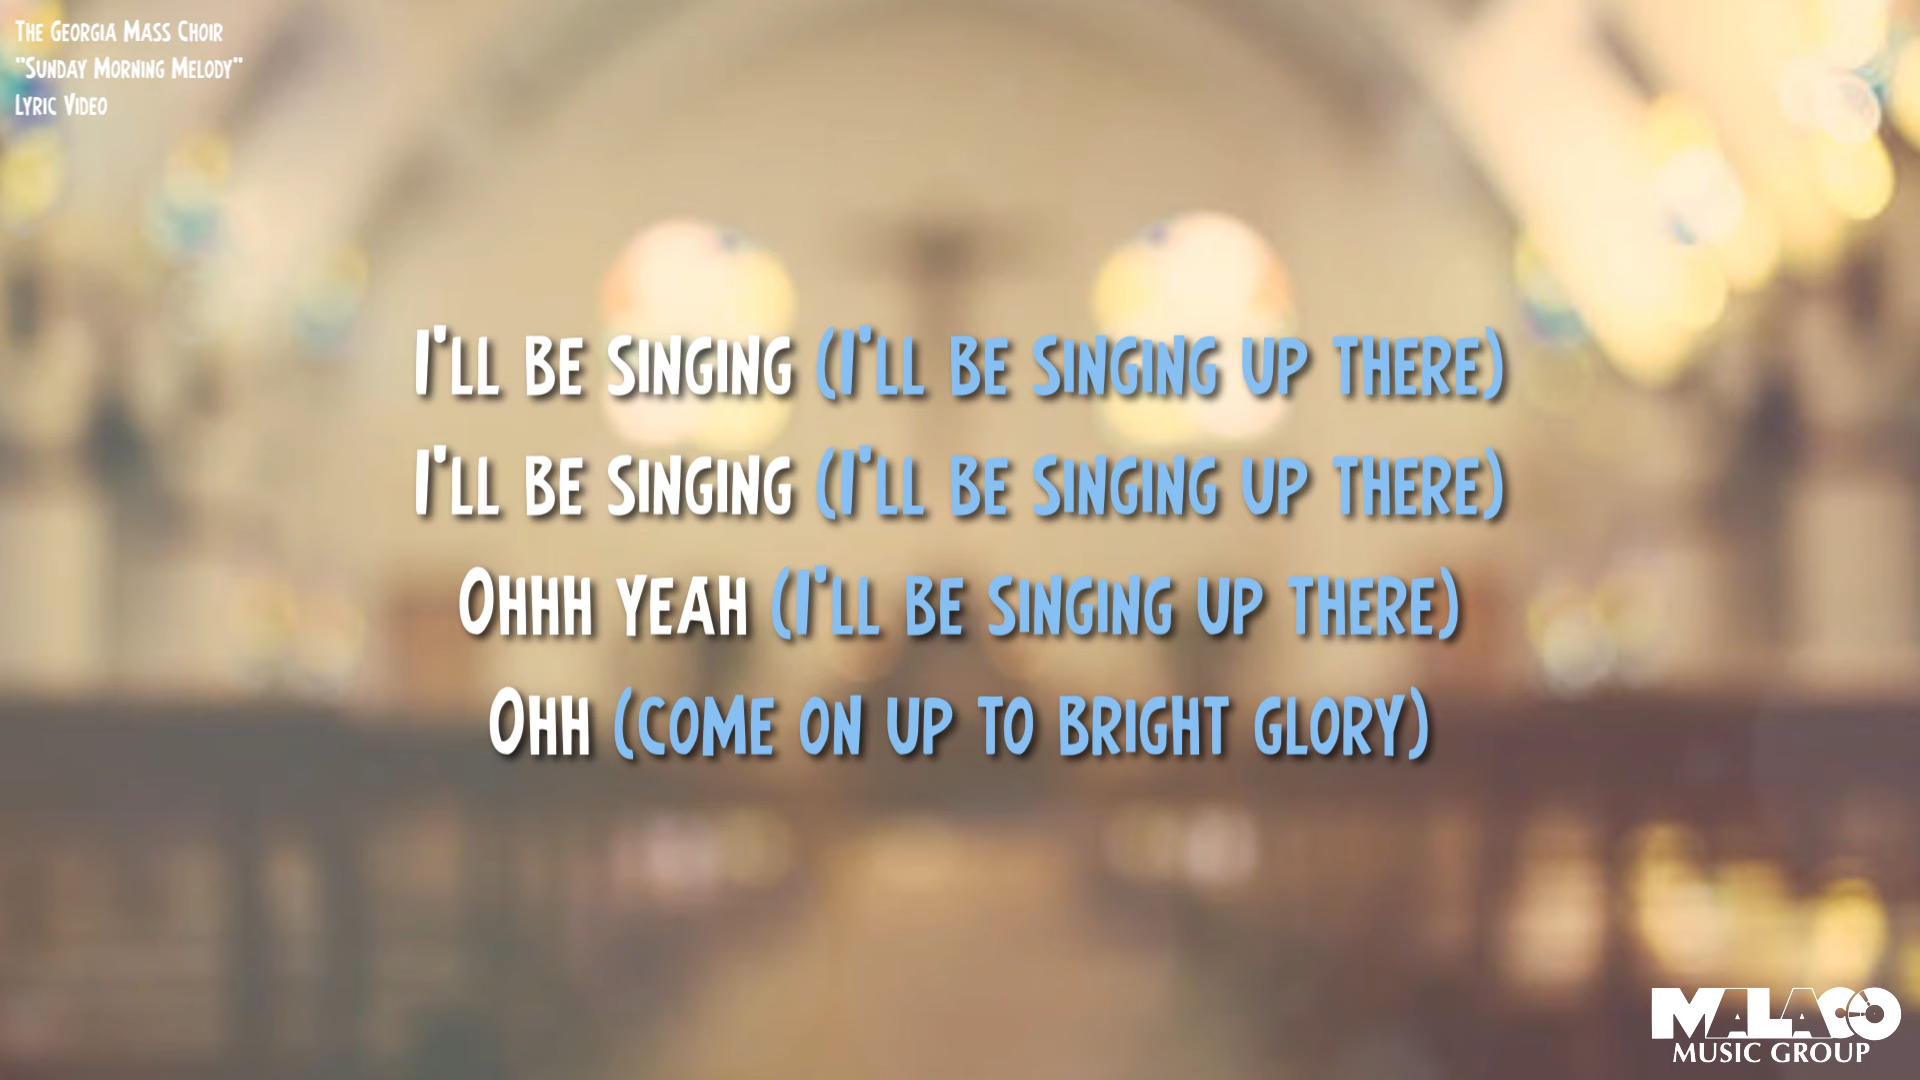 The Georgia Mass Choir
"Sunday Morning Melody"
Lyric Video
I'll be singing (I'll be singing up there)
I'll be singing (I'll be singing up there)
Ohhh yeah (I'll be singing up there)
Ohh (come on up to bright glory)
MALACO
MUSIC GROUP